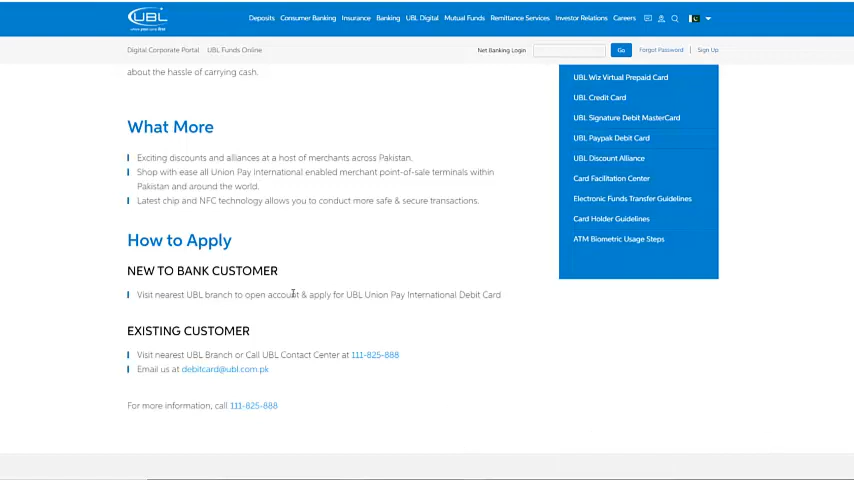 UBL
Deposits Consumer Banking Insurance Banking UBL Digital Mutual Funds Remittance Services Investor Relations Careers
Digital Corporate Portal UBL Funds Online Net Banking Login Go Forgot Password | Sign Up
about the hassle of carrying cash.
What More
Exciting discounts and alliances at a host of merchants across Pakistan.
Shop with ease all Union Pay international enabled merchant point-of-sale terminals within
Pakistan and around the world.
Latest chip and NFC technology allows you to conduct more safe & secure transactions.
How to Apply
NEW TO BANK CUSTOMER
Visit nearest UBL branch to open account & apply for UBL Union Pay International Debit Card
EXISTING CUSTOMER
Visit nearest UBL Branch or Call UBL Contact Center at 111-825-888
Email us at debitcard@ubl.com.pk
For more information, call 111-825-888
UBL Wiz Virtual Prepaid Card
UBL Credit Card
UBL Signature Debit MasterCard
UBL Paypak Debit Card
UBL Discount Alliance
Card Facilitation Center
Electronic Funds Transfer Guidelines
Card Holder Guidelines
ATM Biometric Usage Steps